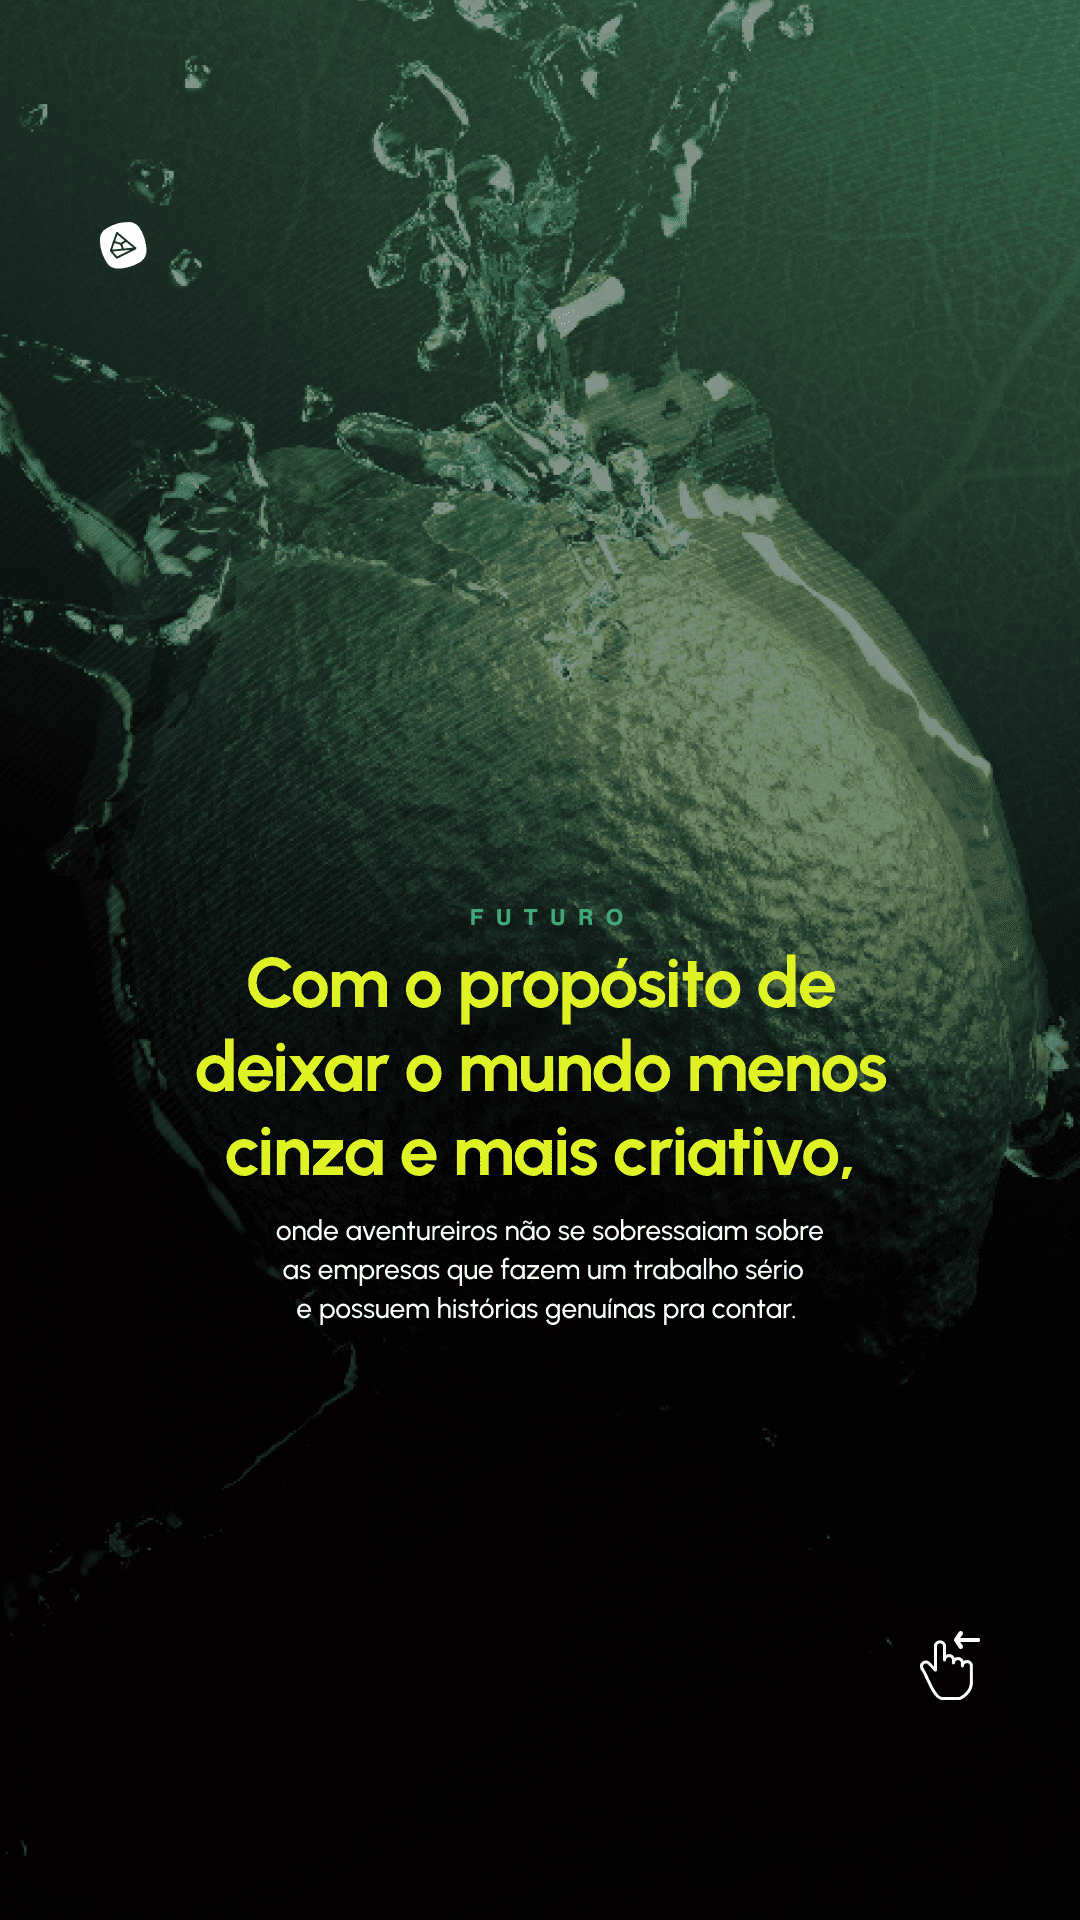 FUTURO
Com o propósito de
deixar o mundo menos
cinza e mais criativo,
onde aventureiros não se sobressaiam sobre
as empresas que fazem um trabalho sério
e possuem histórias genuínas pra contar.